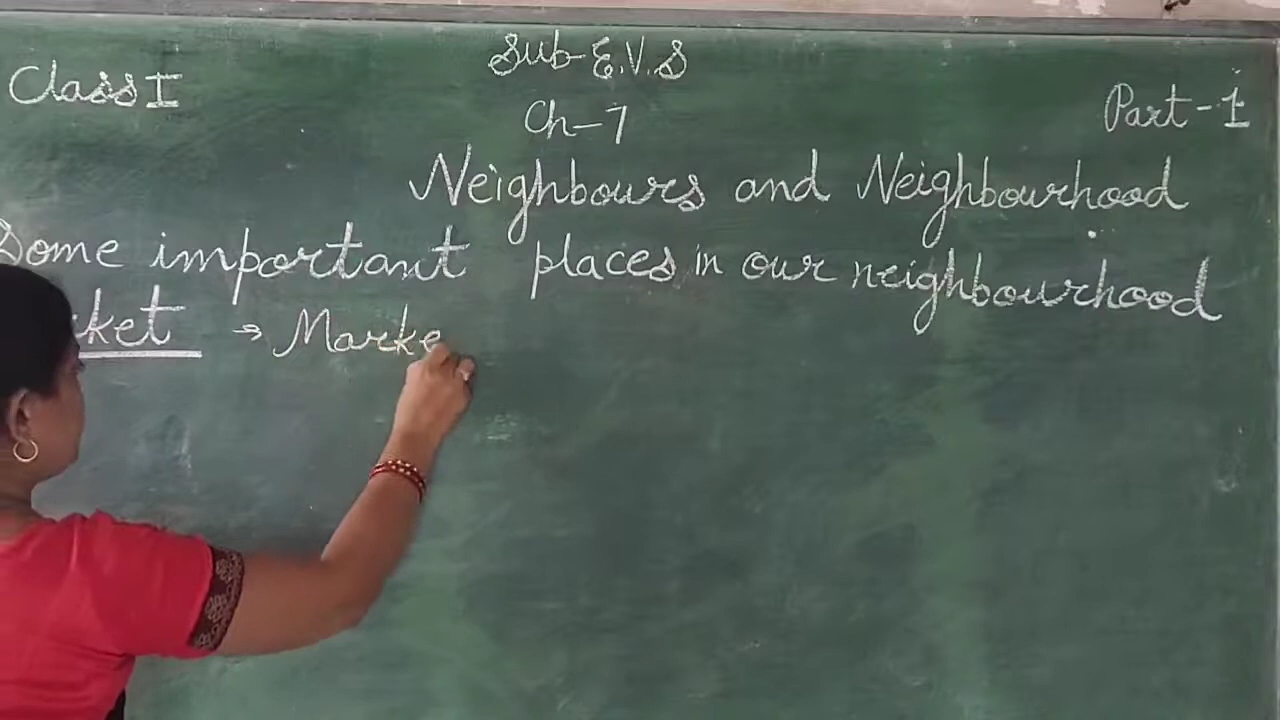 Class I
Sub-E.V.S
Part-1
Ch-7
Neighbours and Neighbourhood
Some important places in our neighbourhood
ket → Marke